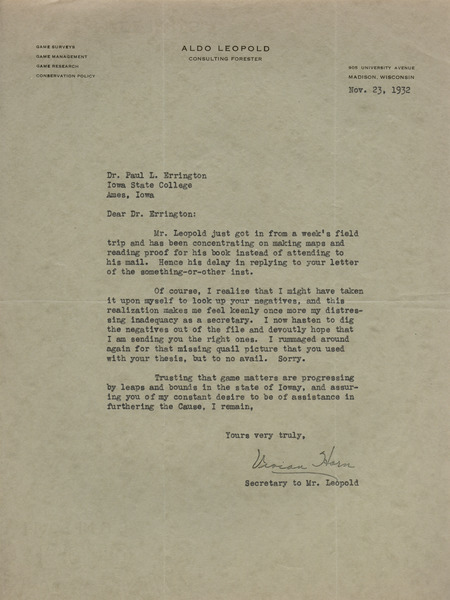 GAME SURVEYS
GAME MANAGEMENT
GAME RESEARCH
CONSERVATION POLICY
ALDO LEOPOLD
CONSULTING FORESTER
905 UNIVERSITY AVENUE
MADISON, WISCONSIN
Nov. 23, 1932
Dr. Paul L. Errington
Iowa State College
Ames, Iowa
Dear Dr. Errington:
Mr. Leopold just got in from a week's field
trip and has been concentrating on making maps and
reading proof for his book instead of attending to
his mail. Hence his delay in replying to your letter
of the something-or-other inst.
Of course, I realize that I might have taken
it upon myself to look up your negatives, and this
realization makes me feel keenly once more my distres-
sing inadequacy as a secretary. I now hasten to dig
the negatives out of the file and devoutly hope that
I am sending you the right ones. I rummaged around
again for that missing quail picture that you used
with your thesis, but to no avail. Sorry.
Trusting that game matters are progressing
by leaps and bounds in the state of Ioway, and assur-
ing you of my constant desire to be of assistance in
furthering the Cause, I remain,
Yours very truly,
Vivian Horn
Secretary to Mr. Leopold